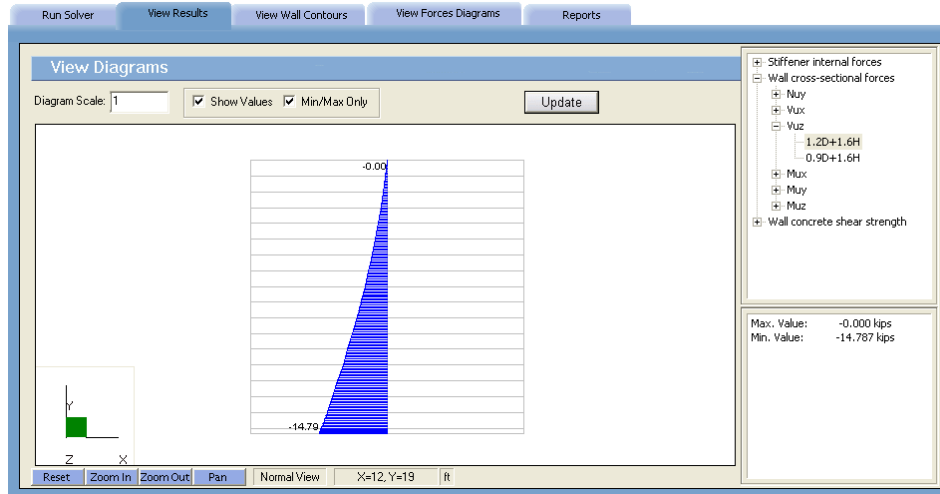 Run Solver
View Results
View Wall Contours
View Forces Diagrams
Reports
View Diagrams
Diagram Scale: 1
Show Values
Min/Max Only
Update
-0.00
-14.79
Y
Z X
Reset Zoom In Zoom Out Pan Normal View X=12, Y=19 ft
Stiffener internal forces
Wall cross-sectional forces
Nuy
Vux
Vuz
1.2D+1.6H
0.9D+1.6H
Mux
Muy
Muz
Wall concrete shear strength
Max. Value: -0.000 kips
Min. Value: -14.787 kips